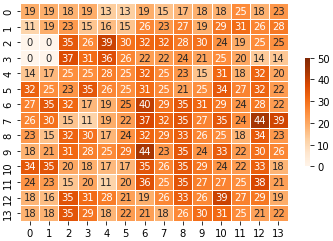 0 19 19 18 19 13 13 19 15 17 18 18 25 18 23
1 11 19 23 15 16 15 26 23 27 19 29 31 26 28 50
2 0 0 35 26 39 30 32 32 28 30 24 19 25 25
3 0 0 37 31 36 26 22 22 24 21 25 20 14 14 40
4 14 17 25 25 28 25 32 25 23 15 31 18 32 20
5 32 25 23 35 26 25 31 25 21 25 34 27 32 22 30
6 27 35 32 17 19 25 40 29 35 31 29 24 28 22
7 26 30 15 11 19 22 37 32 31 27 35 24 44 39 20
8 23 15 32 30 17 24 32 29 33 26 25 18 34 23
9 18 21 31 28 25 29 44 23 35 24 33 22 30 26 10
10 34 35 20 18 17 17 35 26 35 29 24 22 33 18 0
11 24 23 15 20 11 20 36 25 35 27 27 25 38 21
12 18 16 35 31 28 21 19 26 33 26 39 27 29 19
13 18 18 35 29 18 22 21 18 26 30 31 25 21 22
0 1 2 3 4 5 6 7 8 9 10 11 12 13